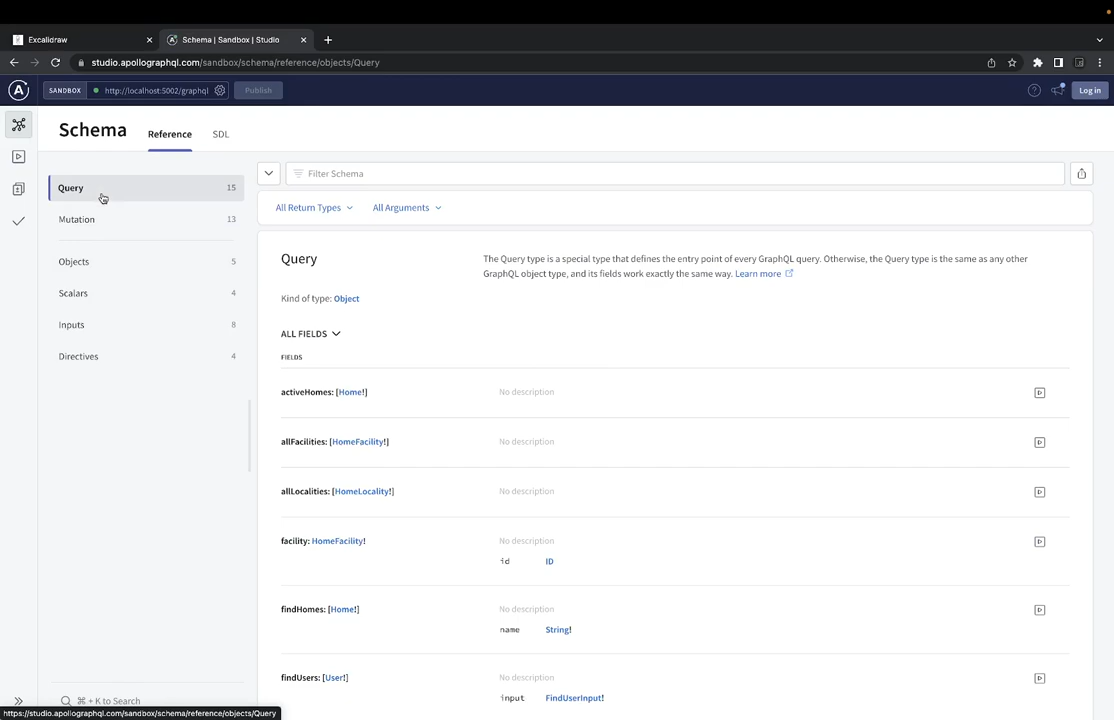 Excalidraw
Schema | Sandbox | Studio
studio.apollographql.com/sandbox/schema/reference/objects/Query
SANDBOX
http://localhost:5002/graphql
Publish
Log in
Schema
Reference
SDL
Query 15
Mutation 13
Objects 5
Scalars 4
Inputs 8
Directives 4
⌘ + K to Search
Filter Schema
All Return Types
All Arguments
Query
The Query type is a special type that defines the entry point of every GraphQL query. Otherwise, the Query type is the same as any other
GraphQL object type, and its fields work exactly the same way. Learn more
Kind of type: Object
ALL FIELDS
FIELDS
activeHomes: [Home!] No description
allFacilities: [HomeFacility!] No description
allLocalities: [HomeLocality!] No description
facility: HomeFacility! No description
id ID
findHomes: [Home!] No description
name String!
findUsers: [User!] No description
input FindUserInput!
https://studio.apollographql.com/sandbox/schema/reference/objects/Query